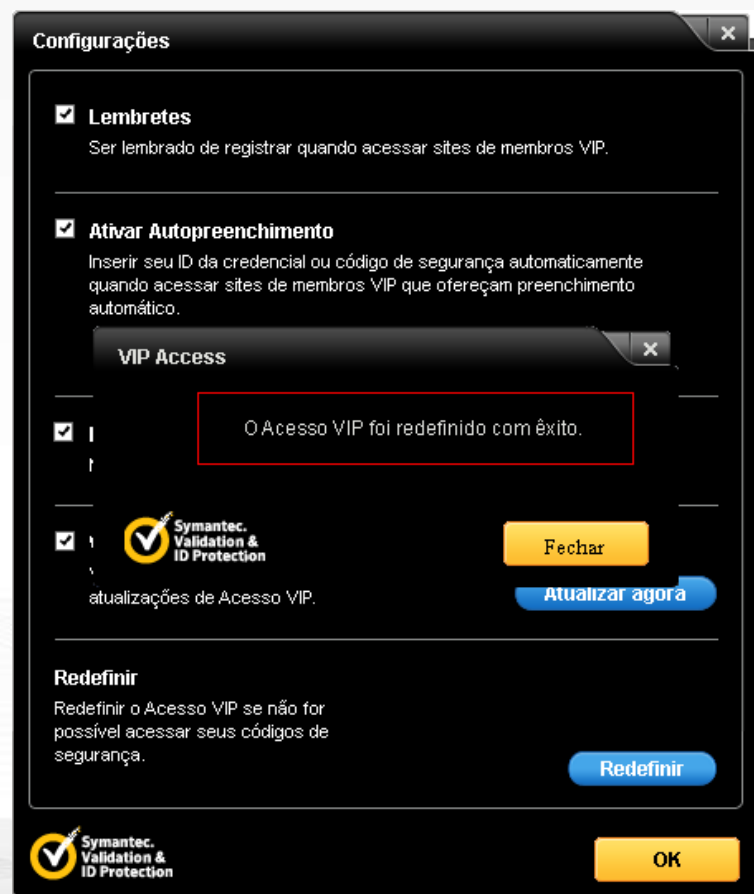 Configurações
Lembretes
Ser lembrado de registrar quando acessar sites de membros VIP.
Ativar Autopreenchimento
Inserir seu ID da credencial ou código de segurança automaticamente
quando acessar sites de membros VIP que ofereçam preenchimento
automático.
VIP Access
O Acesso VIP foi redefinido com êxito.
Symantec.
Validation &
ID Protection
Fechar
atualizações de Acesso VIP.
Atualizar agora
Redefinir
Redefinir o Acesso VIP se não for
possível acessar seus códigos de
segurança.
Redefinir
Symantec.
Validation &
ID Protection
OK